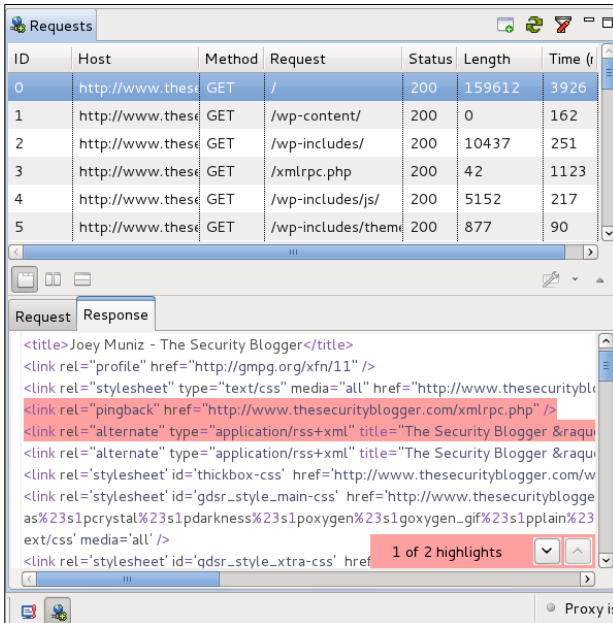 Requests
ID Host Method Request Status Length Time (r
0 http://www.these GET / 200 159612 3926
1 http://www.these GET /wp-content/ 200 0 162
2 http://www.these GET /wp-includes/ 200 10437 251
3 http://www.these GET /xmlrpc.php 200 42 1123
4 http://www.these GET /wp-includes/js/ 200 5152 217
5 http://www.these GET /wp-includes/theme 200 877 90
Request Response
<title>Joey Muniz - The Security Blogger</title>
<link rel="profile" href="http://gmpg.org/xfn/11" />
<link rel="stylesheet" type="text/css" media="all" href="http://www.thesecurityblo
<link rel="pingback" href="http://www.thesecurityblogger.com/xmlrpc.php" />
<link rel="alternate" type="application/rss+xml" title="The Security Blogger &raqu
<link rel="alternate" type="application/rss+xml" title="The Security Blogger &raqu
<link rel='stylesheet' id='thickbox-css' href='http://www.thesecurityblogger.com/w
<link rel='stylesheet' id='gdsr_style_main-css' href='http://www.thesecurityblogge
as%23s1pcrystal%23s1pdarkness%23s1poxygen%23s1goxygen_gif%23s1pplain%23
ext/css' media='all' />
<link rel='stylesheet' id='gdsr_style_xtra-css' href
1 of 2 highlights
Proxy is